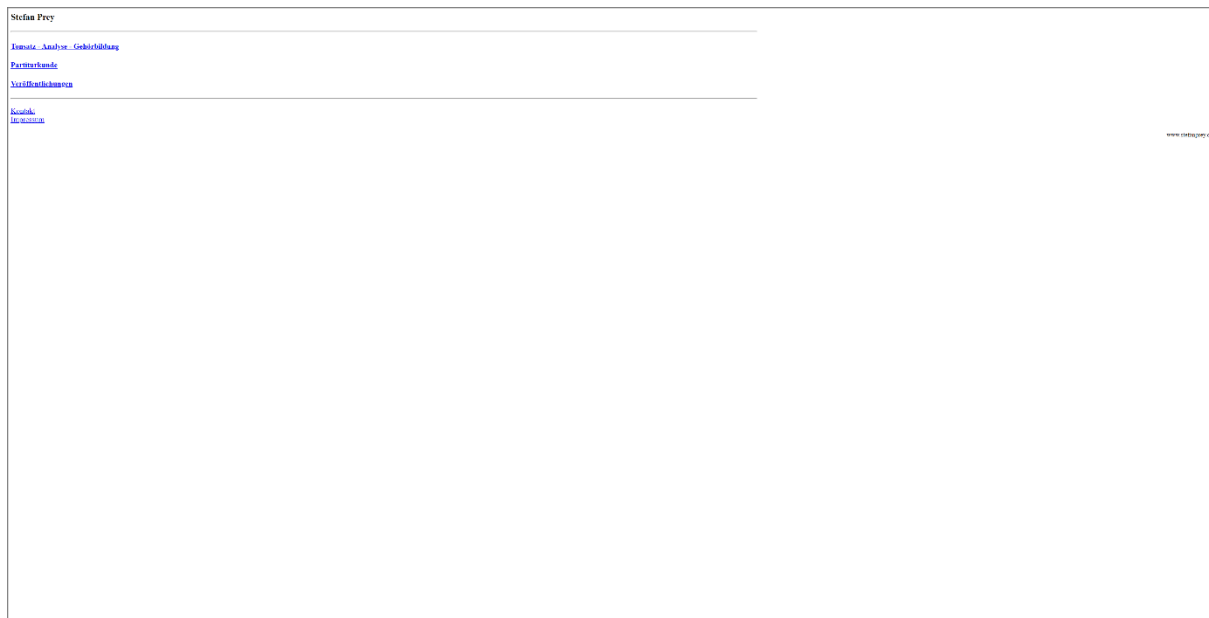 Stefan Prey
Tonsatz - Analyse - Gehörbildung
Partiturkunde
Veröffentlichungen
Kontakt
Impressum